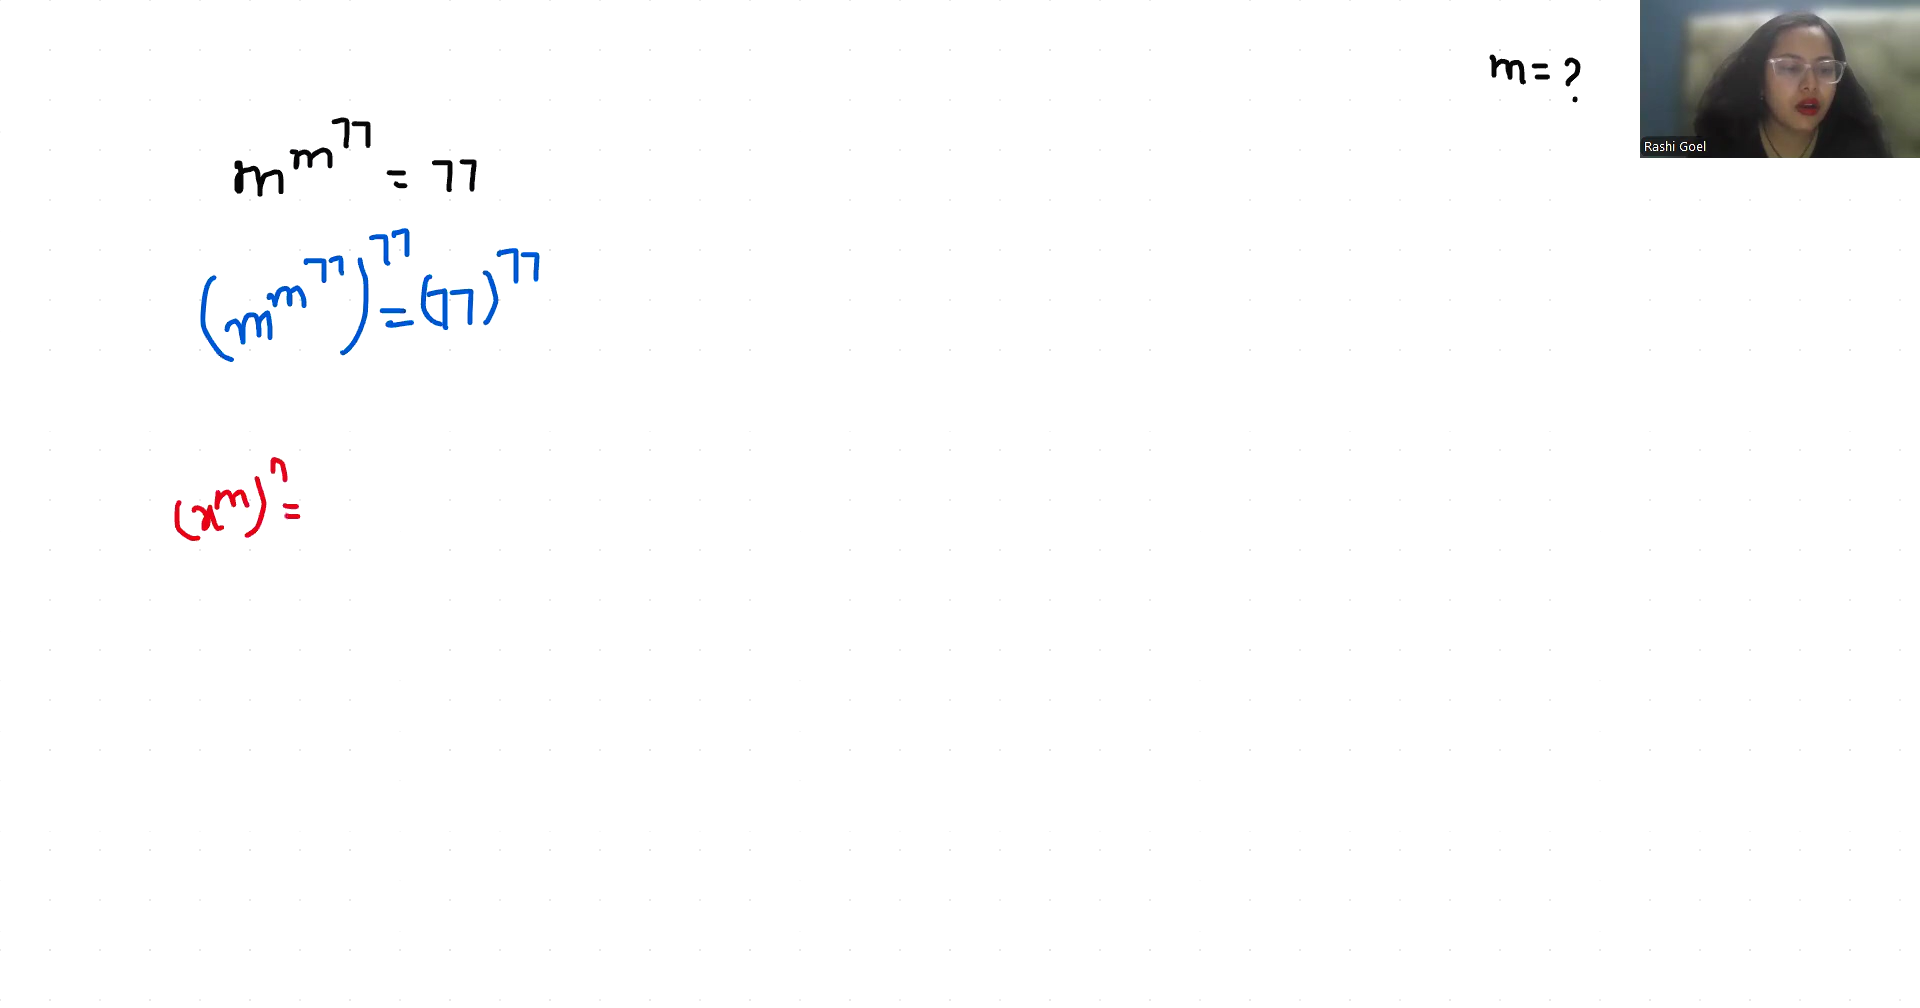 m = ?
Rashi Goel
m^m^77 = 77
(m^m^77)^77 = (77)^77
(x^m)^n =